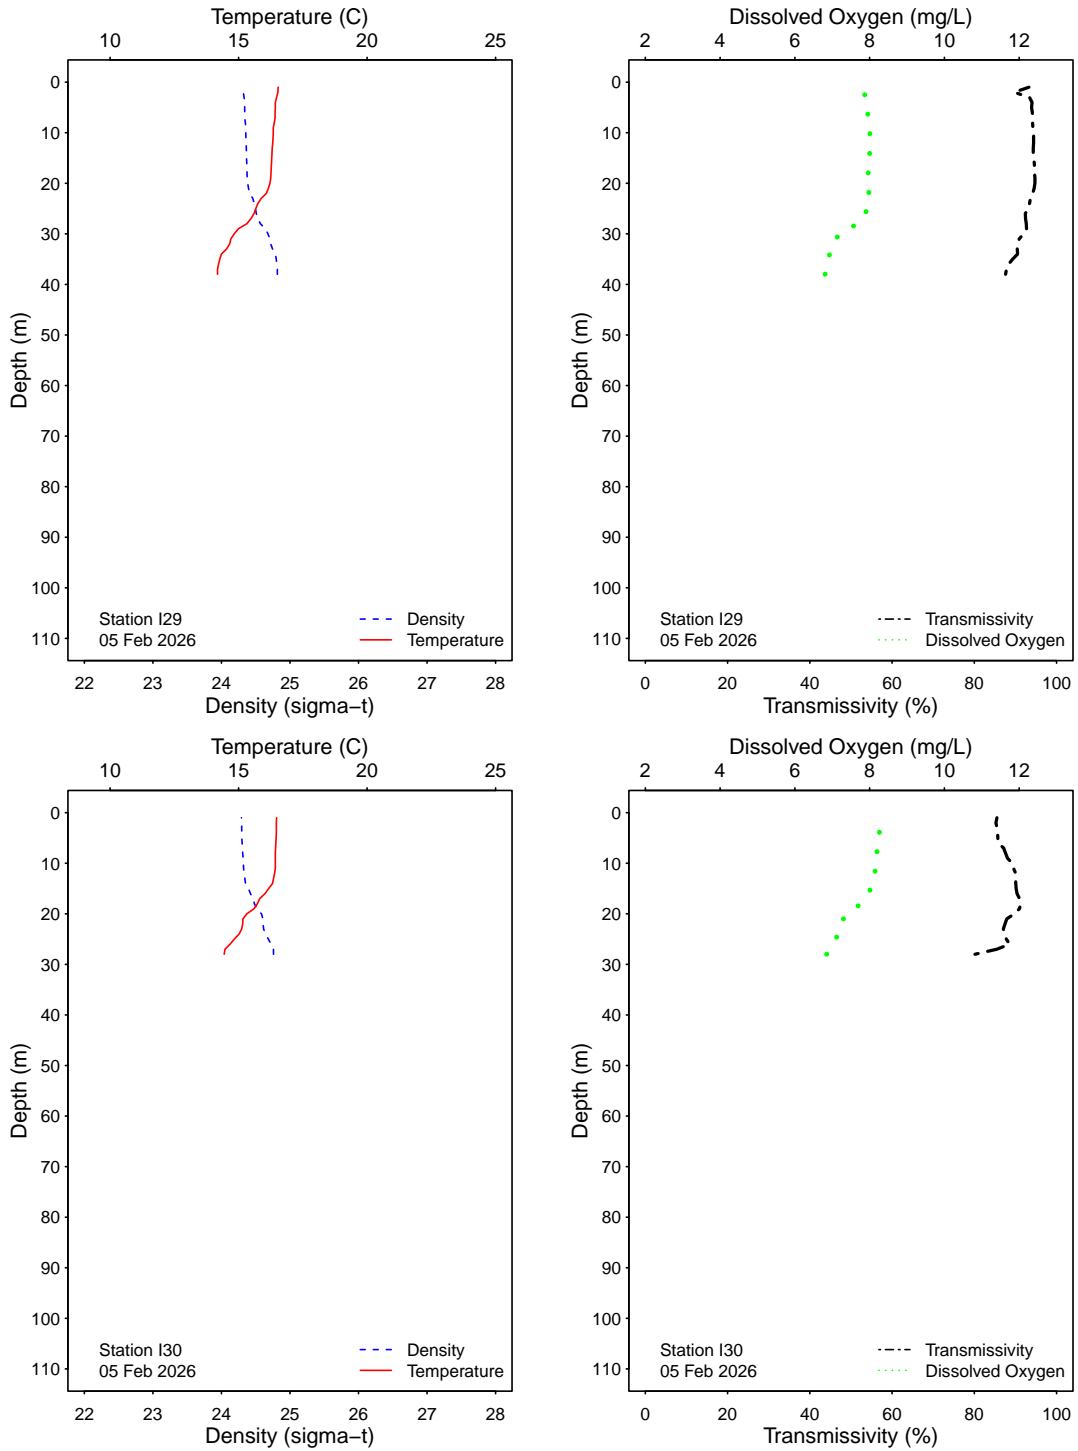 Temperature (C)
10 15 20 25
0
10
20
30
40
50
60
70
80
90
100
110
Depth (m)
Station I29
05 Feb 2026
Density
Temperature
22 23 24 25 26 27 28
Density (sigma−t)
Dissolved Oxygen (mg/L)
2 4 6 8 10 12
0
10
20
30
40
50
60
70
80
90
100
110
Depth (m)
Station I29
05 Feb 2026
Transmissivity
Dissolved Oxygen
0 20 40 60 80 100
Transmissivity (%)
Temperature (C)
10 15 20 25
0
10
20
30
40
50
60
70
80
90
100
110
Depth (m)
Station I30
05 Feb 2026
Density
Temperature
22 23 24 25 26 27 28
Density (sigma−t)
Dissolved Oxygen (mg/L)
2 4 6 8 10 12
0
10
20
30
40
50
60
70
80
90
100
110
Depth (m)
Station I30
05 Feb 2026
Transmissivity
Dissolved Oxygen
0 20 40 60 80 100
Transmissivity (%)